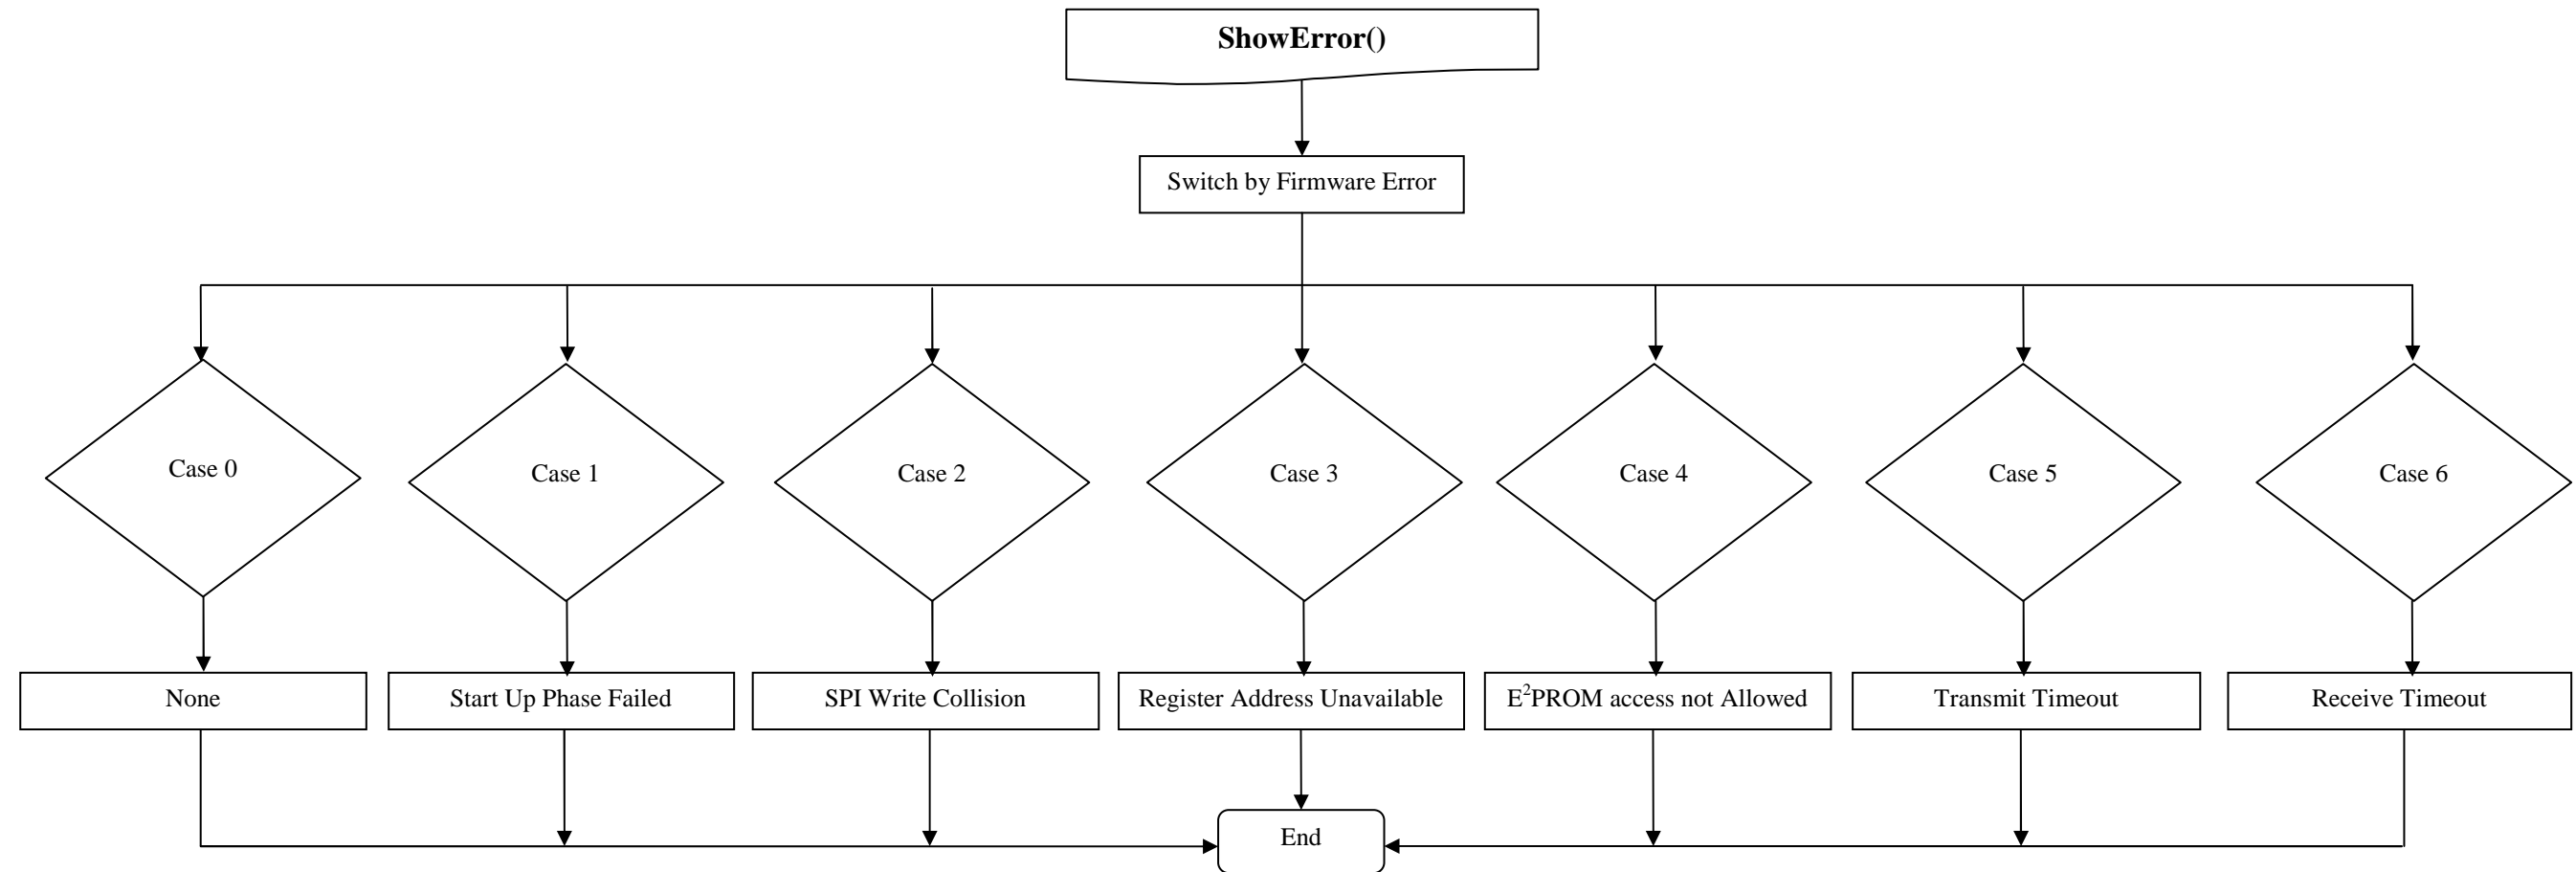 ShowError()
Switch by Firmware Error
Case 0
Case 1
Case 2
Case 3
Case 4
Case 5
Case 6
None
Start Up Phase Failed
SPI Write Collision
Register Address Unavailable
E²PROM access not Allowed
Transmit Timeout
Receive Timeout
End